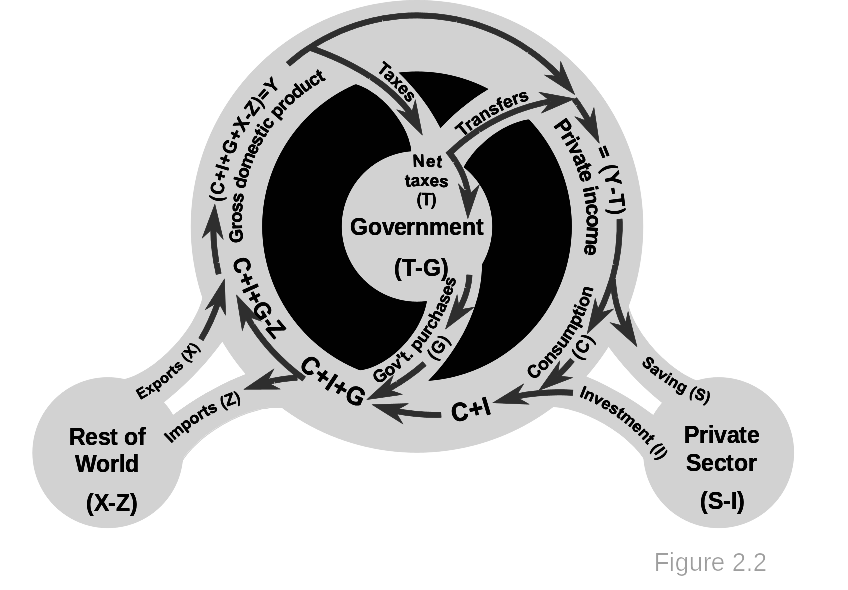 (C+I+G+X-Z)=Y
Gross domestic product
Taxes
Transfers
Net
taxes
(T)
Government
(T-G)
= (Y-T)
Private income
C+I+G-Z
Gov't. purchases
(G)
Consumption
(C)
C+I+G
C+I
Exports (X)
Imports (Z)
Saving (S)
Investment (I)
Rest of
World
(X-Z)
Private
Sector
(S-I)
Figure 2.2